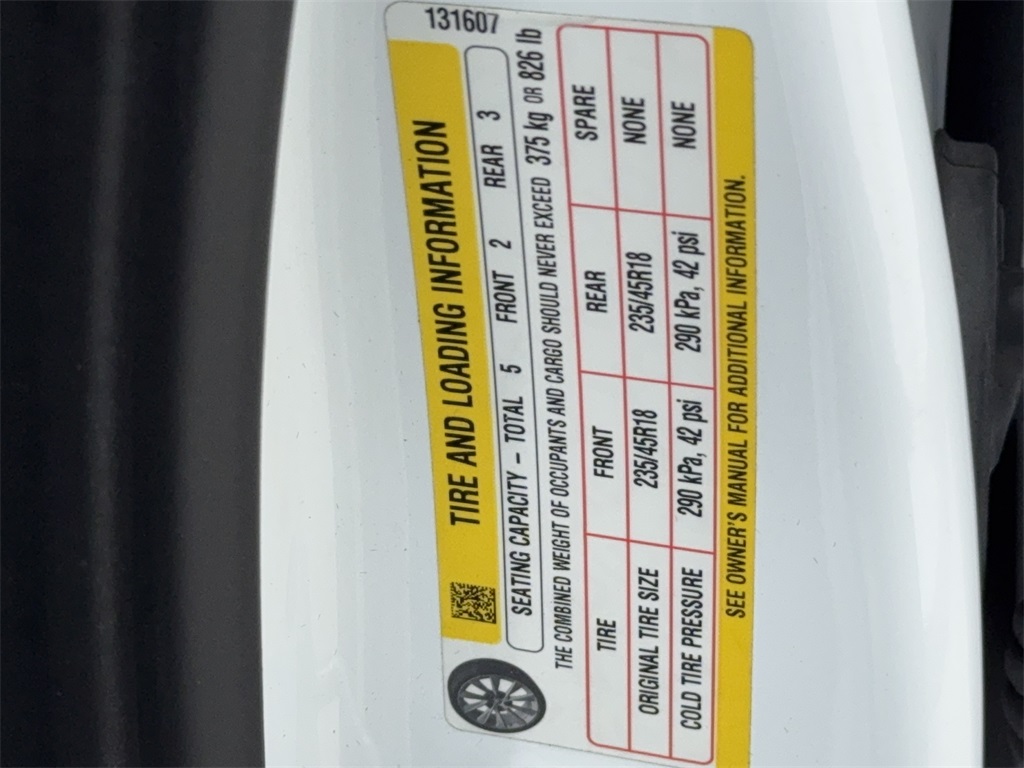 131607
TIRE AND LOADING INFORMATION
SEATING CAPACITY – TOTAL 5 FRONT 2 REAR 3
THE COMBINED WEIGHT OF OCCUPANTS AND CARGO SHOULD NEVER EXCEED 375 kg OR 826 lb
TIRE FRONT REAR SPARE
ORIGINAL TIRE SIZE 235/45R18 235/45R18 NONE
COLD TIRE PRESSURE 290 kPa, 42 psi 290 kPa, 42 psi NONE
SEE OWNER'S MANUAL FOR ADDITIONAL INFORMATION.